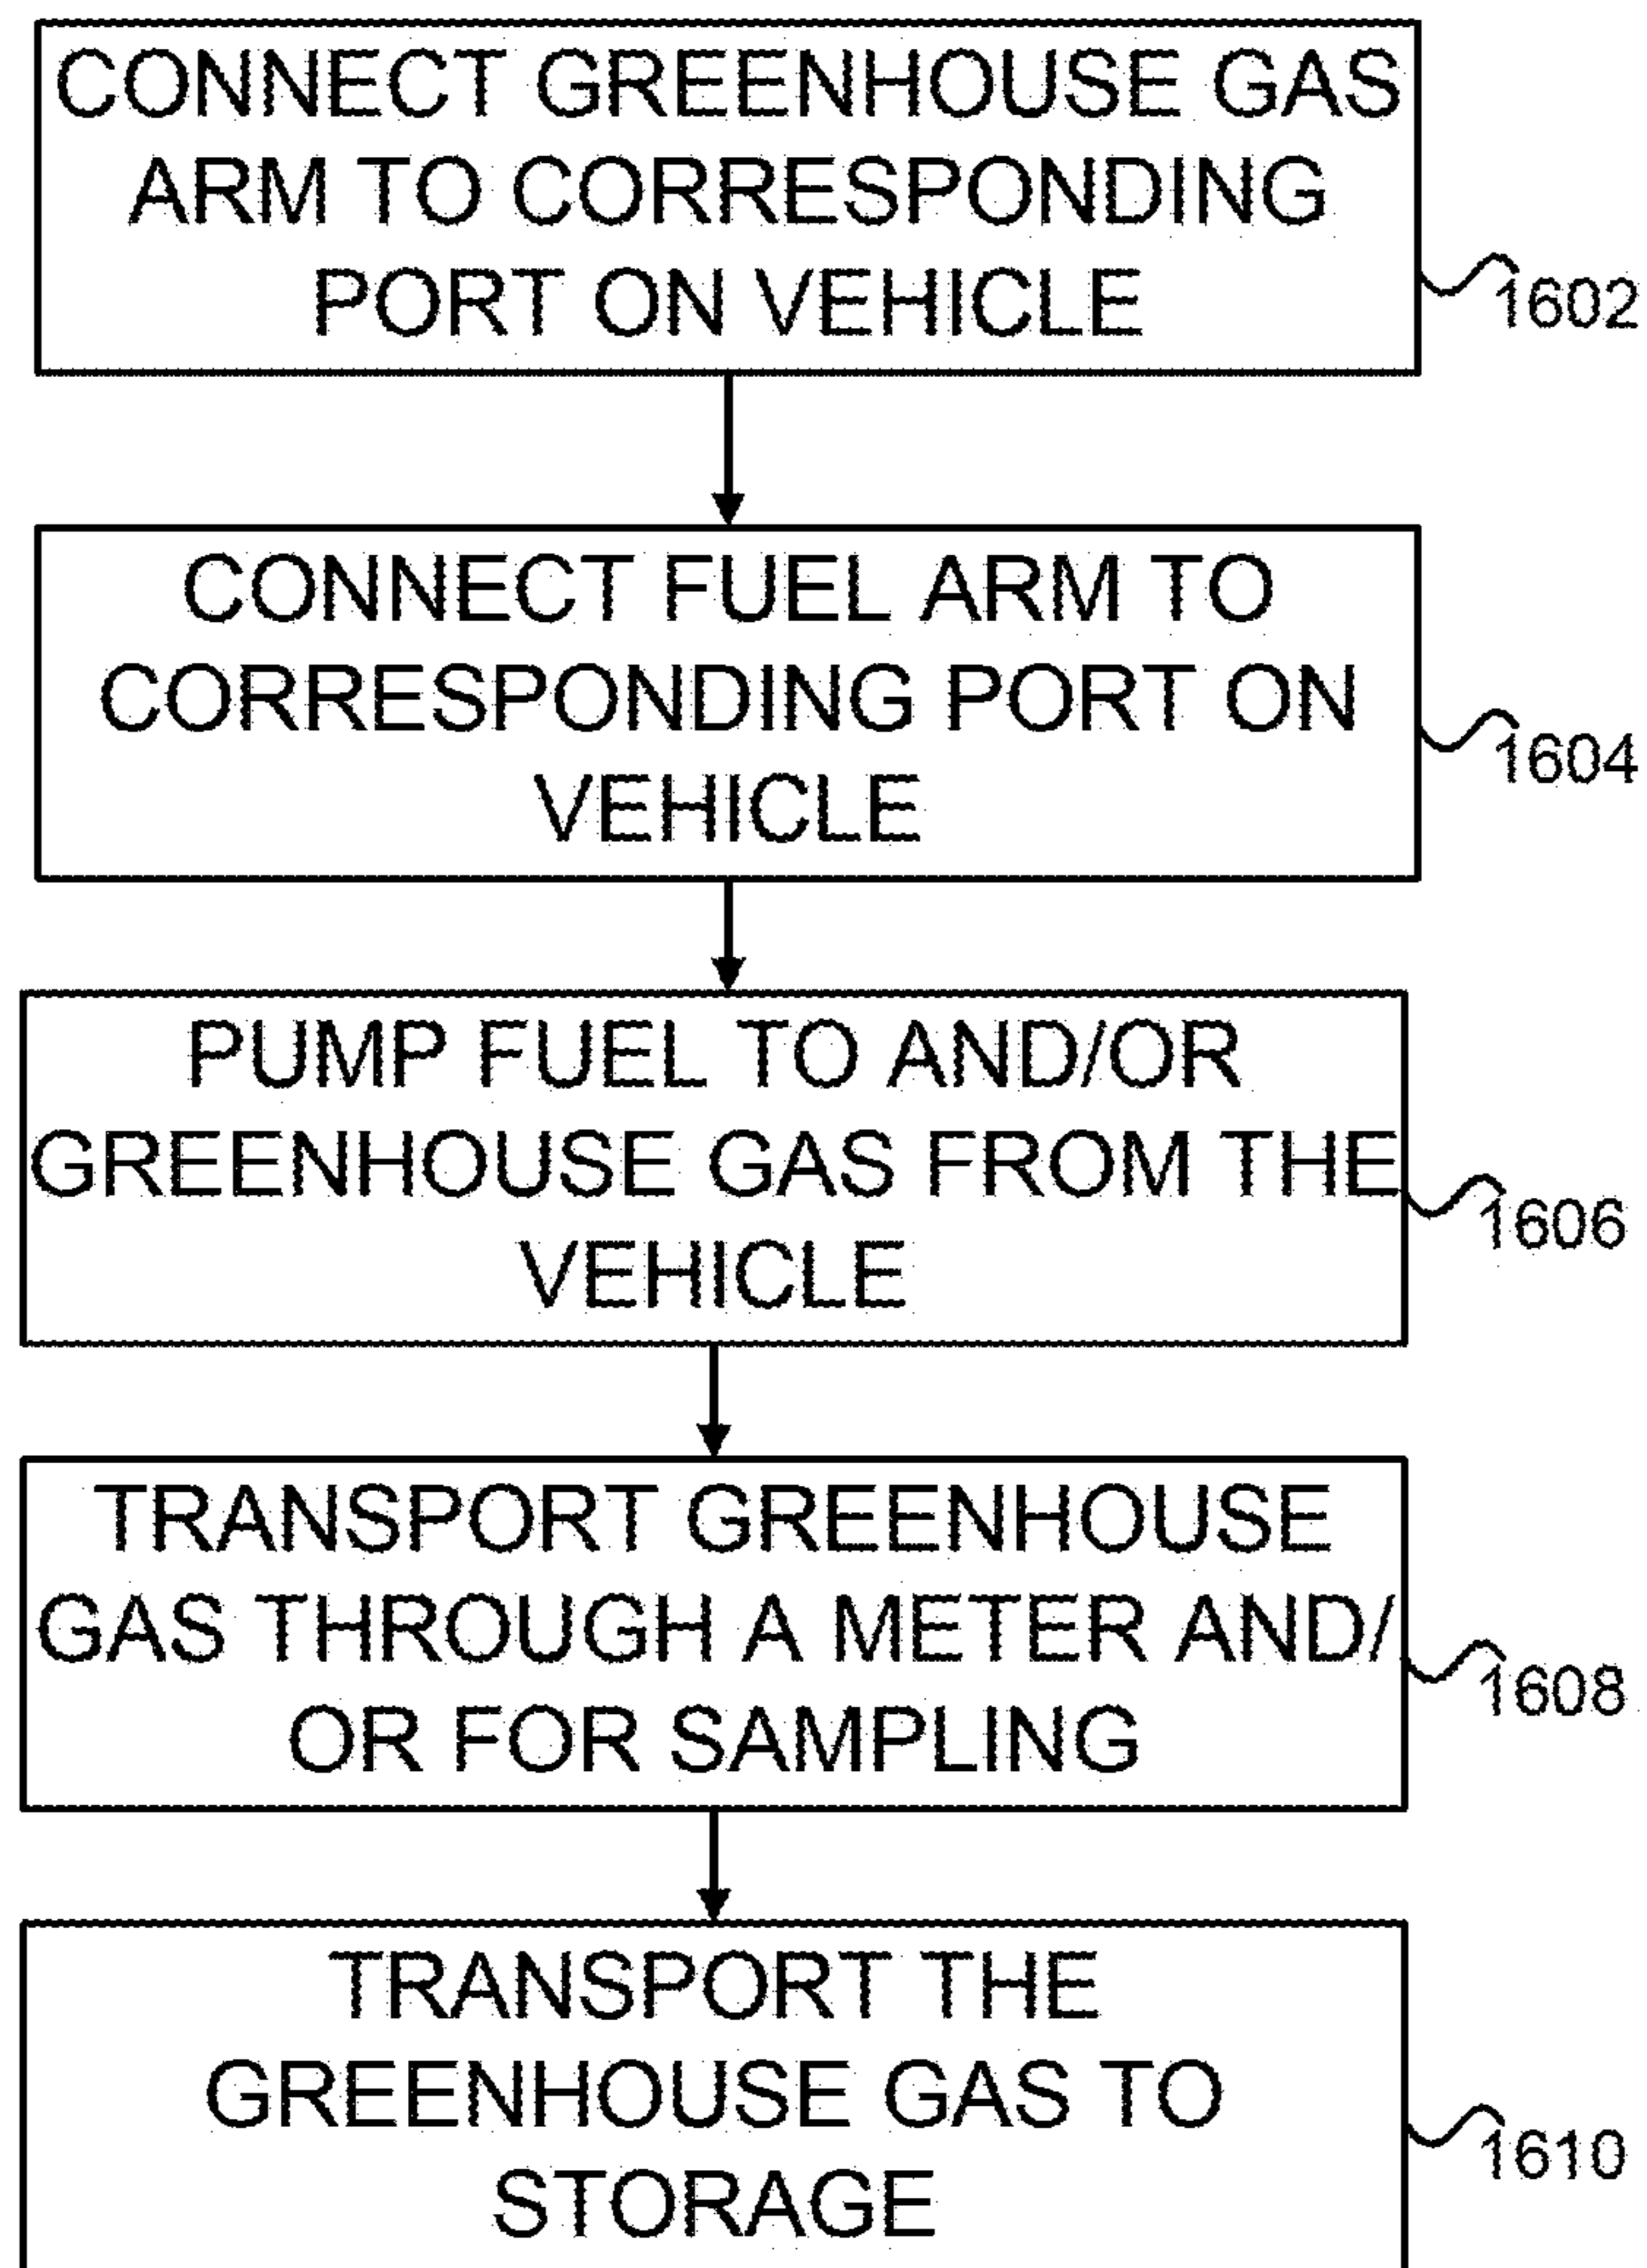 CONNECT GREENHOUSE GAS
ARM TO CORRESPONDING
PORT ON VEHICLE
1602
CONNECT FUEL ARM TO
CORRESPONDING PORT ON
VEHICLE
1604
PUMP FUEL TO AND/OR
GREENHOUSE GAS FROM THE
VEHICLE
1606
TRANSPORT GREENHOUSE
GAS THROUGH A METER AND/
OR FOR SAMPLING
1608
TRANSPORT THE
GREENHOUSE GAS TO
STORAGE
1610